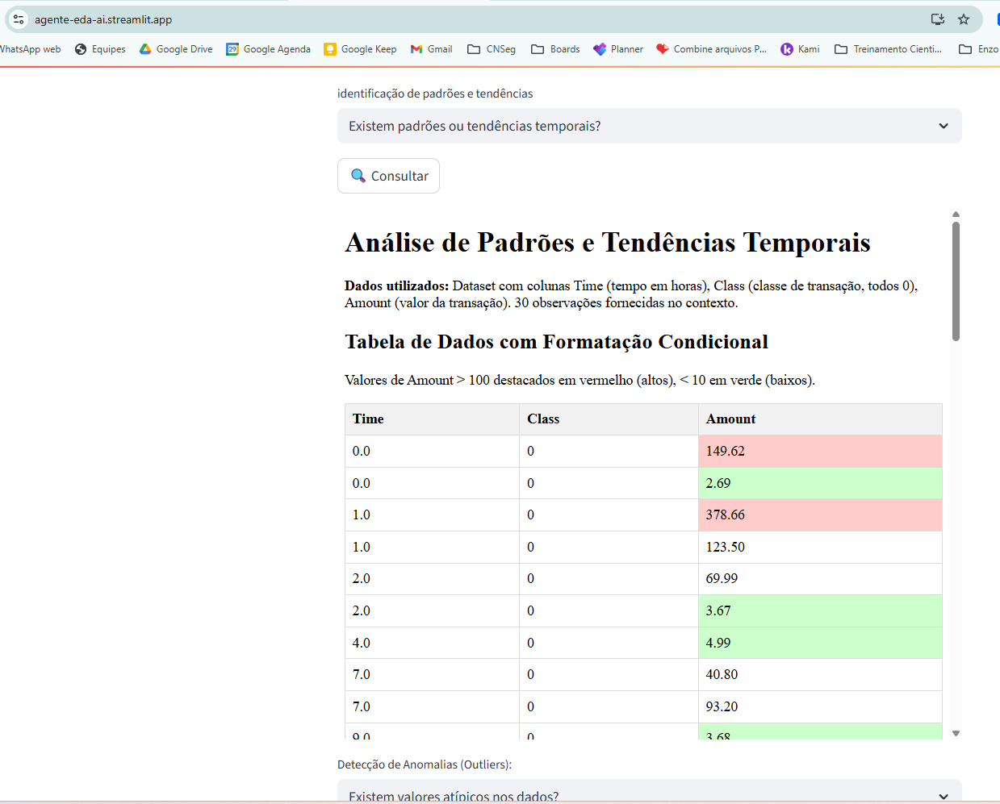 agente-eda-ai.streamlit.app
WhatsApp web Equipes Google Drive 29 Google Agenda Google Keep Gmail CNSeg Boards Planner Combine arquivos P... k Kami Treinamento Cienti... Enzo
identificação de padrões e tendências
Existem padrões ou tendências temporais?
Consultar
Análise de Padrões e Tendências Temporais
Dados utilizados: Dataset com colunas Time (tempo em horas), Class (classe de transação, todos 0),
Amount (valor da transação). 30 observações fornecidas no contexto.
Tabela de Dados com Formatação Condicional
Valores de Amount > 100 destacados em vermelho (altos), < 10 em verde (baixos).
Time Class Amount
0.0 0 149.62
0.0 0 2.69
1.0 0 378.66
1.0 0 123.50
2.0 0 69.99
2.0 0 3.67
4.0 0 4.99
7.0 0 40.80
7.0 0 93.20
9.0 0 3.68
Detecção de Anomalias (Outliers):
Existem valores atípicos nos dados?